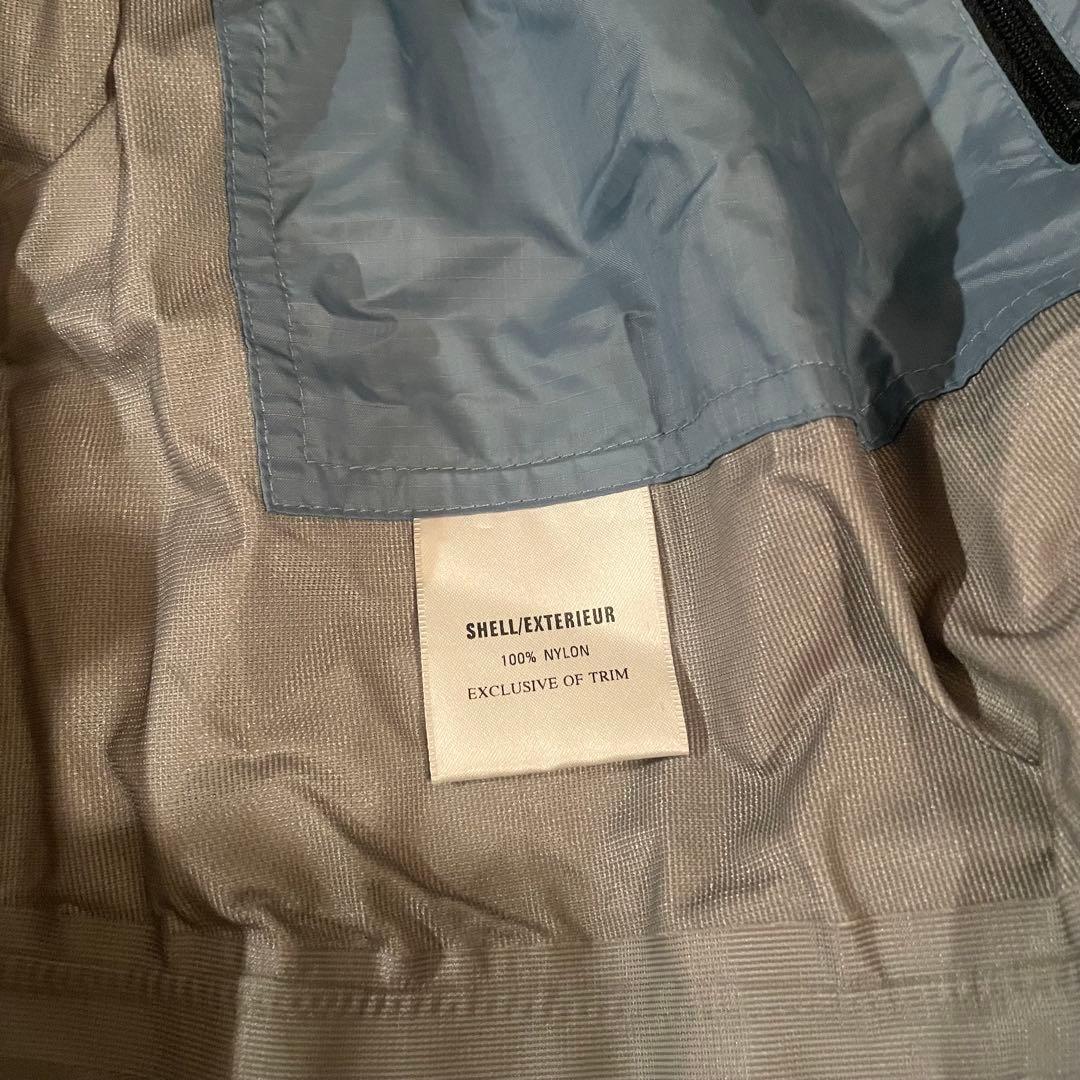 SHELL/EXTERIEUR
100% NYLON
EXCLUSIVE OF TRIM